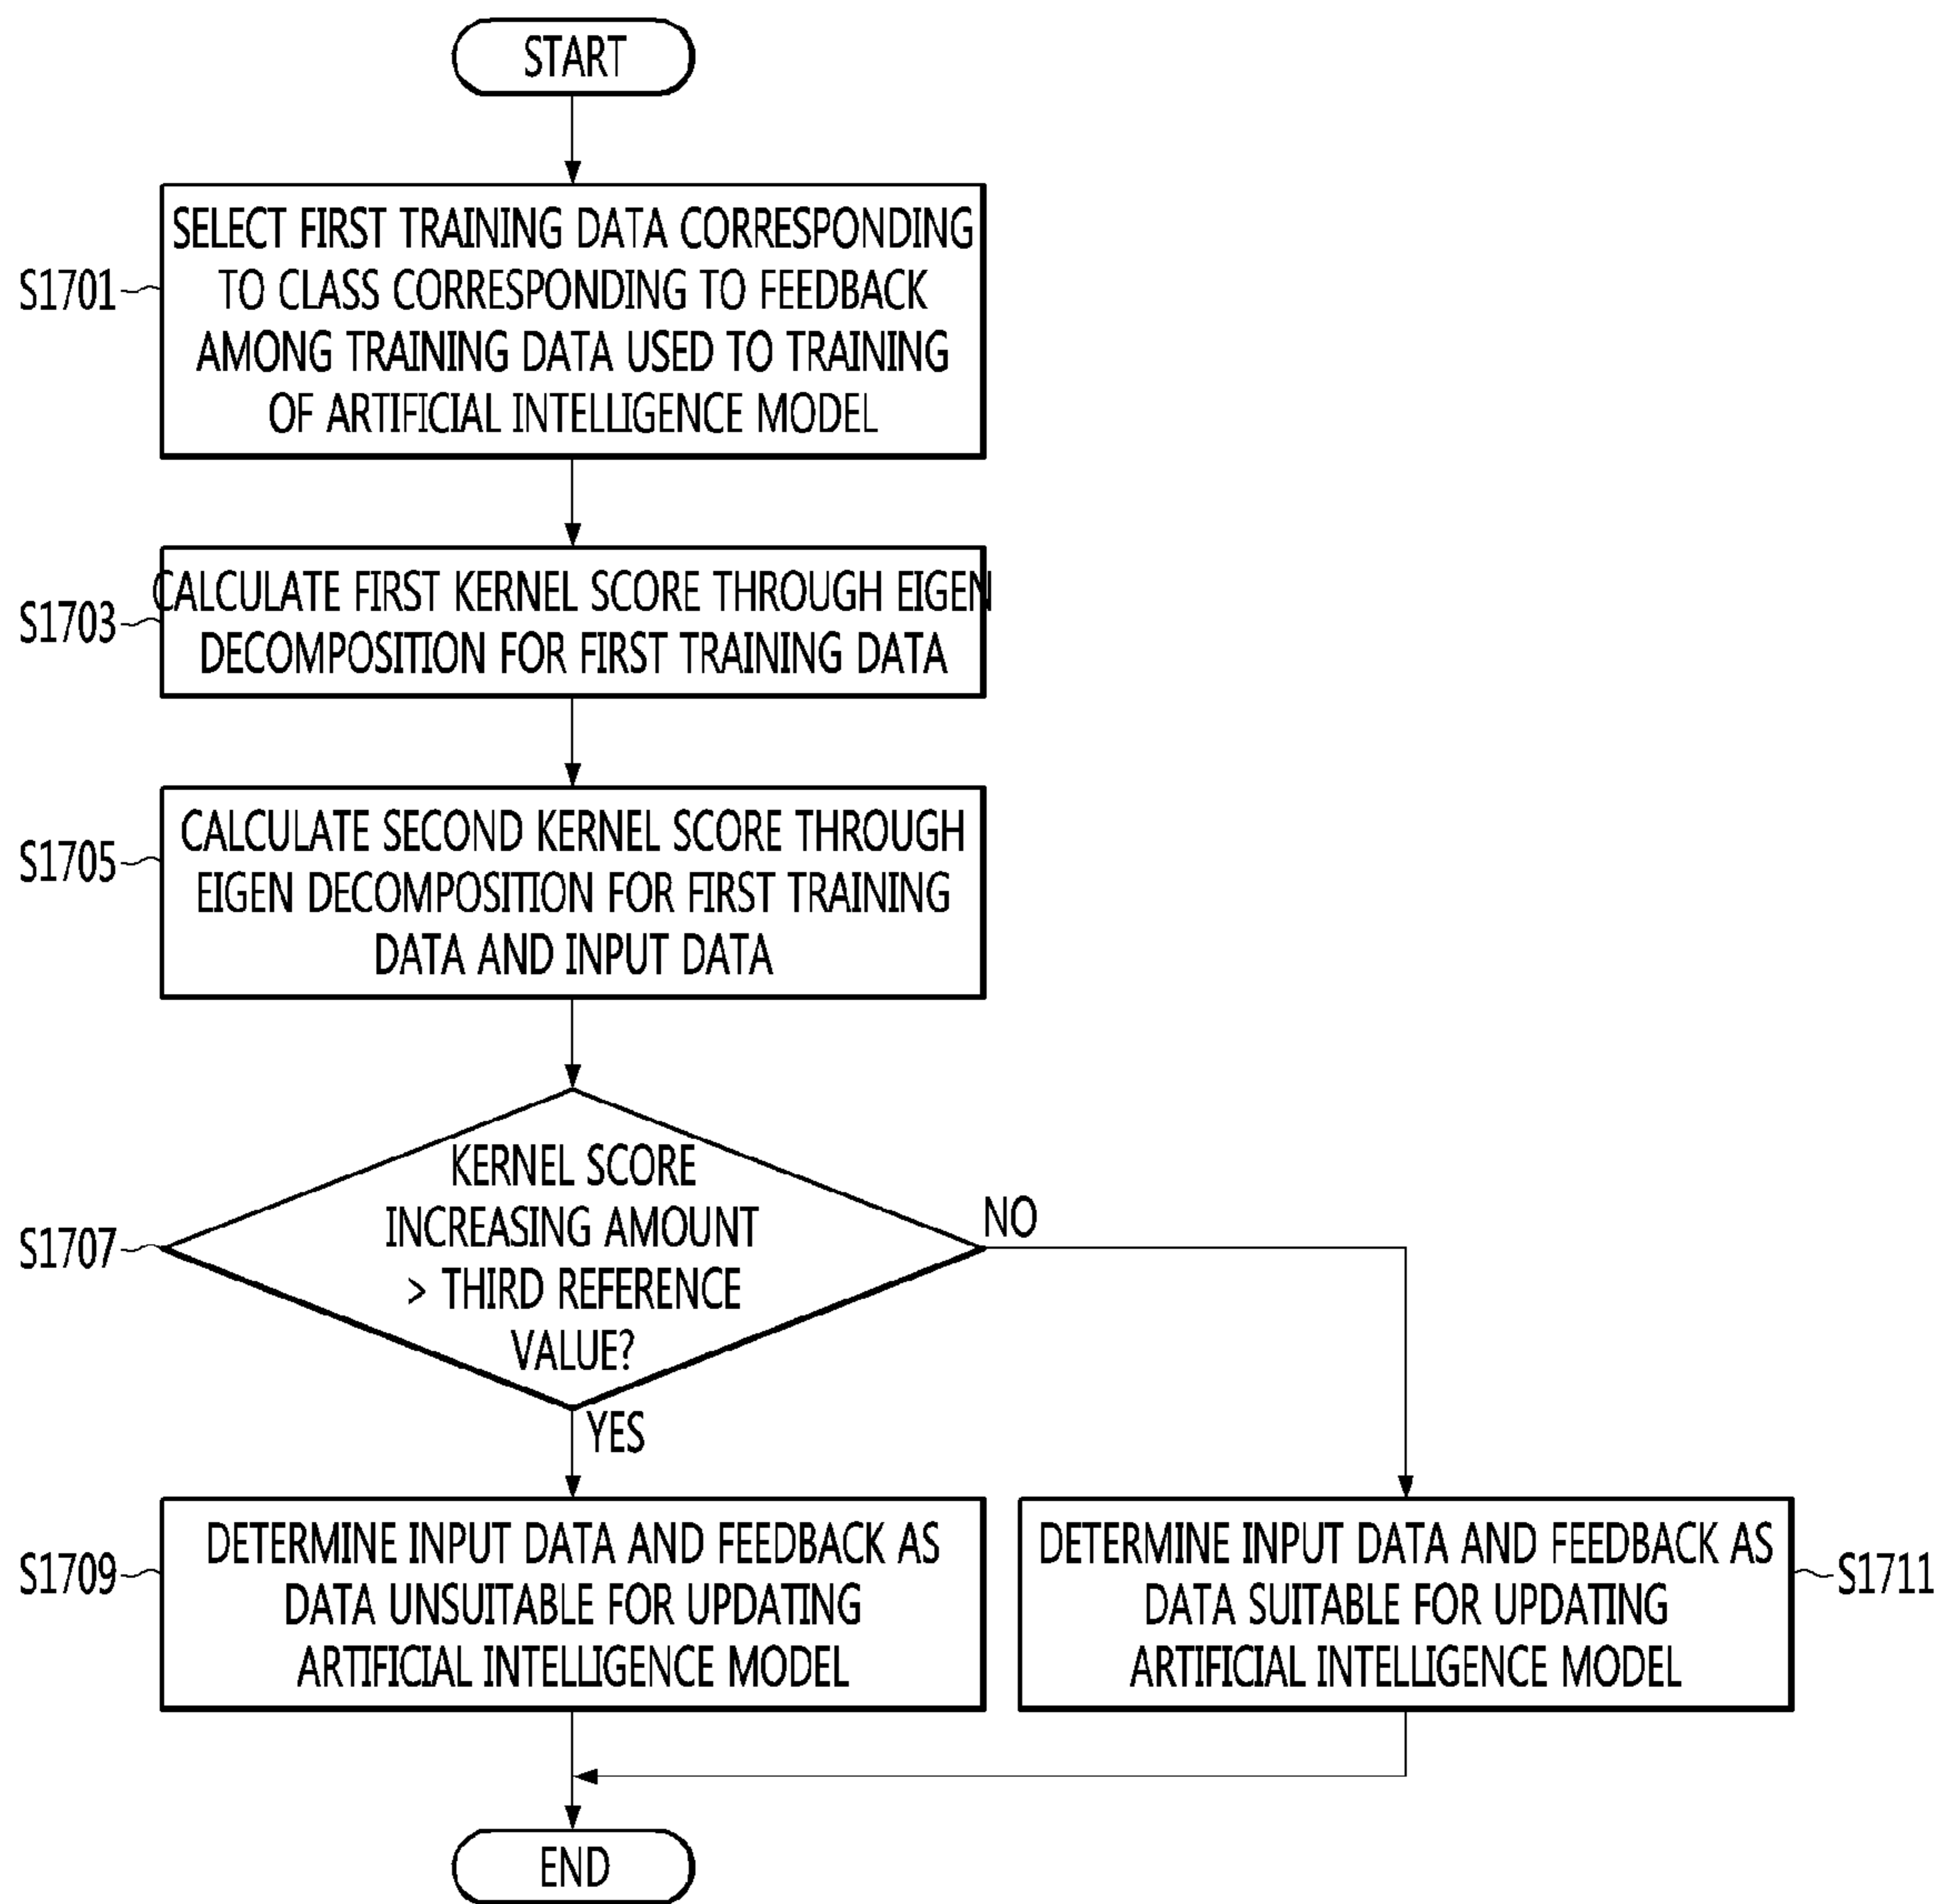 START
S1701
SELECT FIRST TRAINING DATA CORRESPONDING
TO CLASS CORRESPONDING TO FEEDBACK
AMONG TRAINING DATA USED TO TRAINING
OF ARTIFICIAL INTELLIGENCE MODEL
S1703
CALCULATE FIRST KERNEL SCORE THROUGH EIGEN
DECOMPOSITION FOR FIRST TRAINING DATA
S1705
CALCULATE SECOND KERNEL SCORE THROUGH
EIGEN DECOMPOSITION FOR FIRST TRAINING
DATA AND INPUT DATA
S1707
KERNEL SCORE
INCREASING AMOUNT
> THIRD REFERENCE
VALUE?
NO
YES
S1709
DETERMINE INPUT DATA AND FEEDBACK AS
DATA UNSUITABLE FOR UPDATING
ARTIFICIAL INTELLIGENCE MODEL
DETERMINE INPUT DATA AND FEEDBACK AS
DATA SUITABLE FOR UPDATING
ARTIFICIAL INTELLIGENCE MODEL
S1711
END